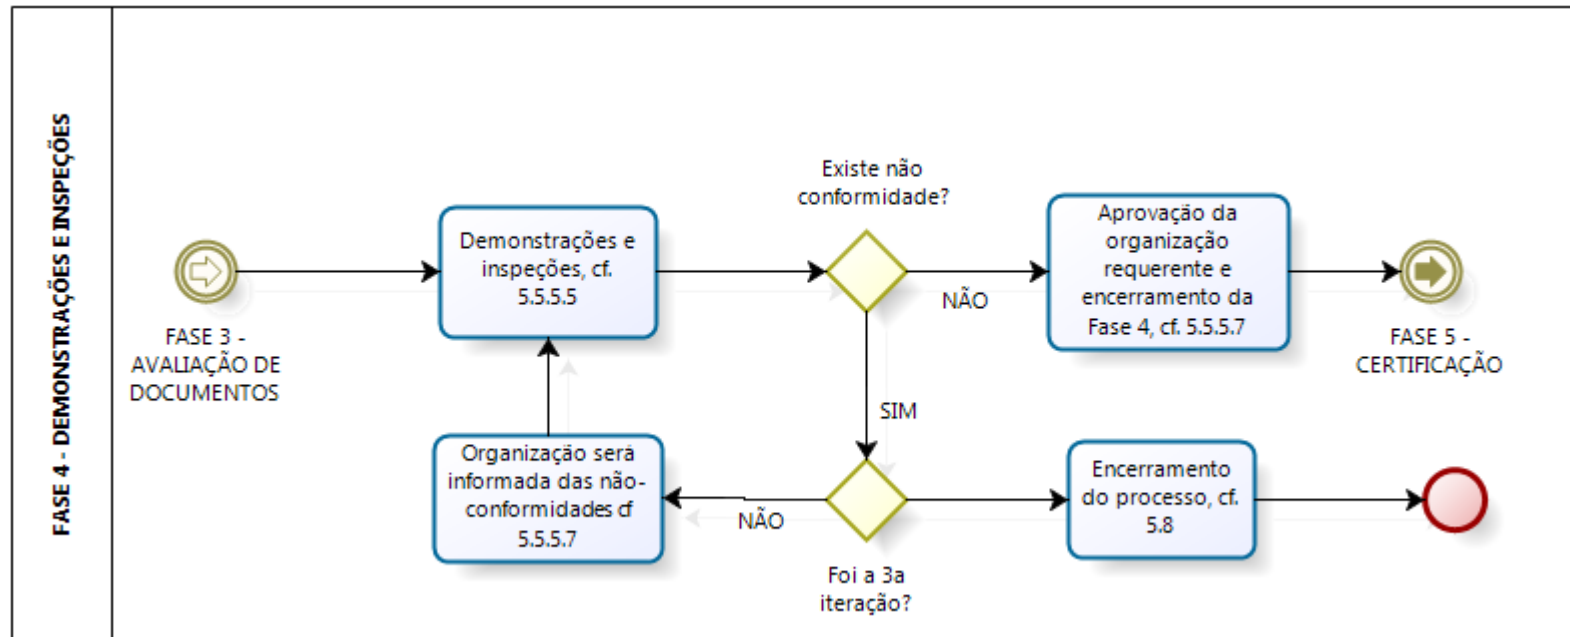 FASE 4 - DEMONSTRAÇÕES E INSPEÇÕES
FASE 3 -
AVALIAÇÃO DE
DOCUMENTOS
Demonstrações e
inspeções, cf.
5.5.5.5
Existe não
conformidade?
NÃO
Aprovação da
organização
requerente e
encerramento da
Fase 4, cf. 5.5.5.7
FASE 5 -
CERTIFICAÇÃO
SIM
Organização será
informada das não-
conformidades cf
5.5.5.7
NÃO
Foi a 3a
iteração?
Encerramento
do processo, cf.
5.8